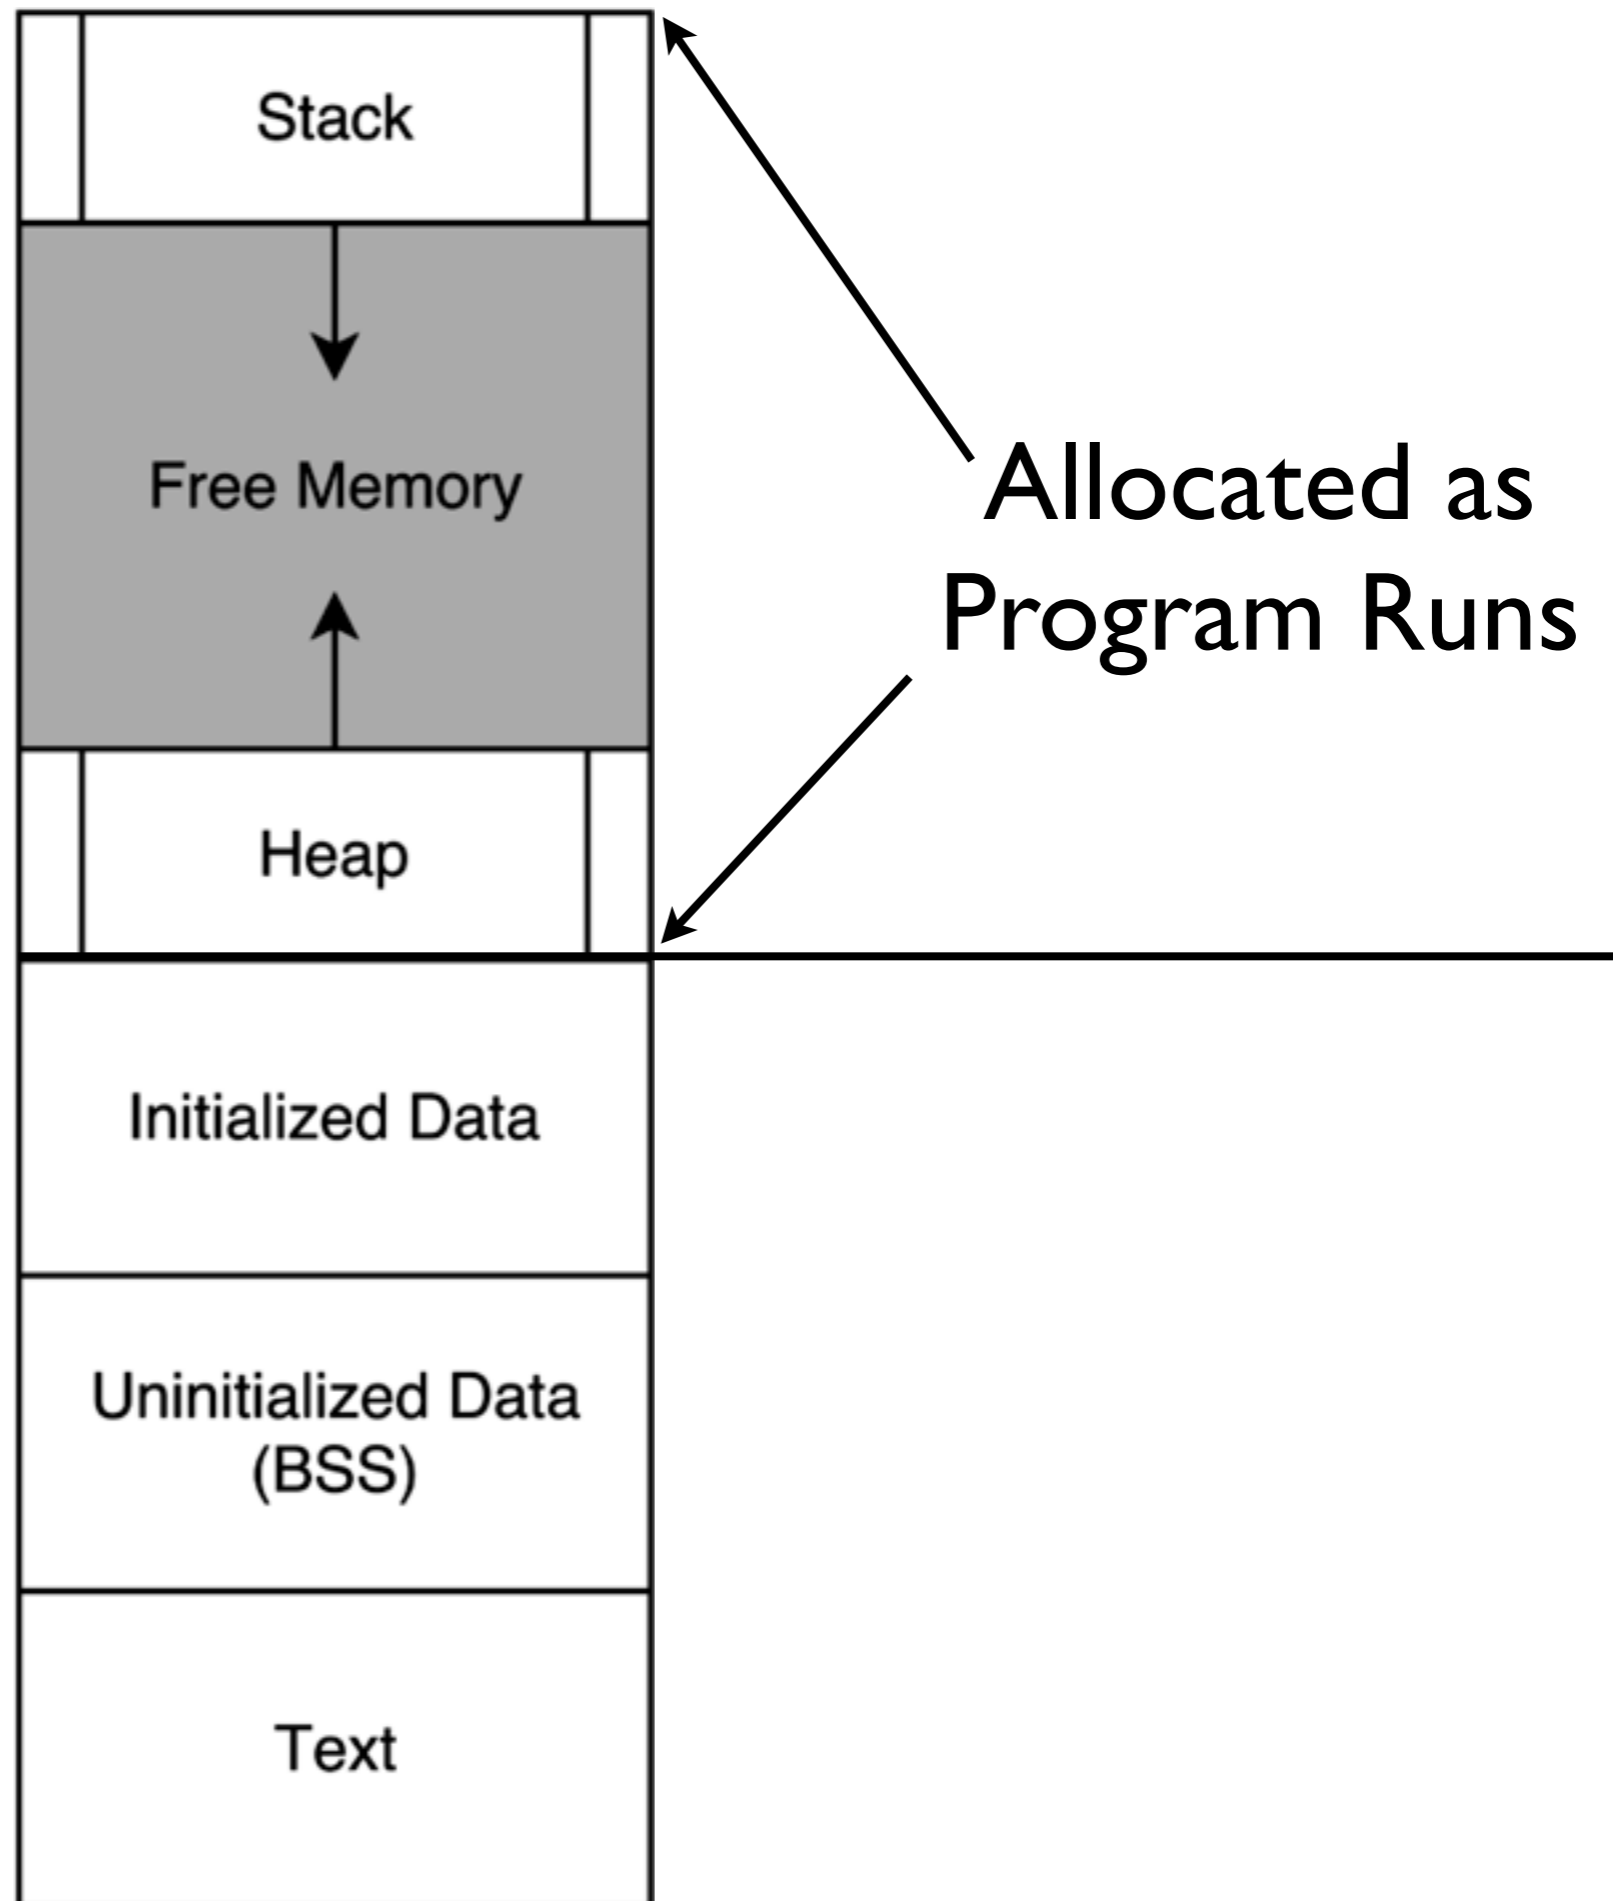 Stack
Free Memory
Allocated as
Program Runs
Heap
Initialized Data
Uninitialized Data
(BSS)
Text